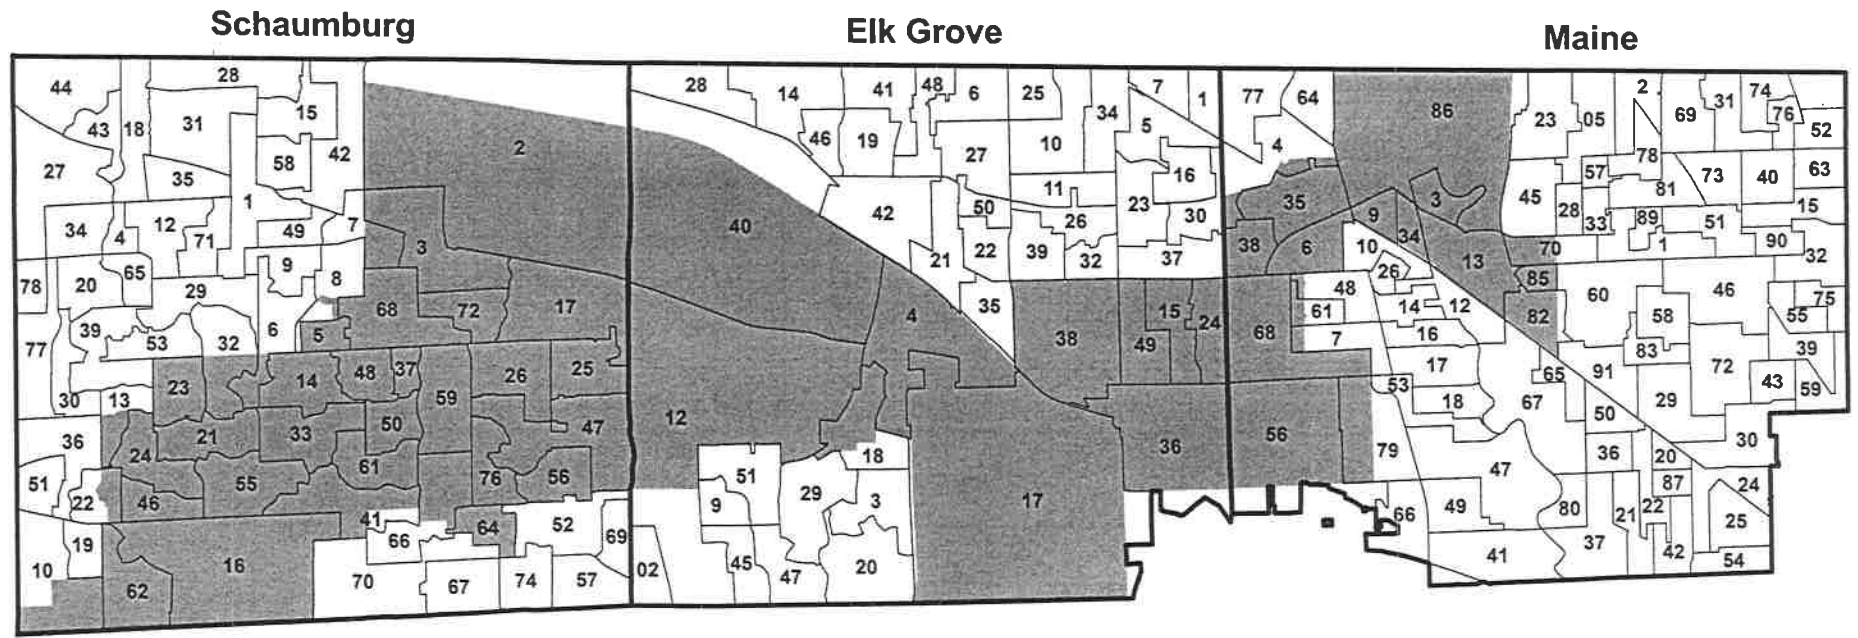 Schaumburg
Elk Grove
Maine
44 28 15 43 18 31 42 58 27 35 1
34 4 12 71 49 7 9 8 65 20 78 29
39 53 32 6 5 77 30 13 36 51 22 10 19
2 3 68 72 17 23 14 48 37 59 26 25
21 33 50 47 24 46 55 61 76 56
41 66 64 52 69 16 62 70 67 74 57
28 14 41 48 6 25 34 7 1
46 19 27 10 5 16 11 50 26 23 30
42 21 22 39 32 37 35
40 4 38 15 49 24 12 36 17
51 18 9 29 3 02 45 47 20
77 64 4 86 23 05 2 69 31 74 76 52
35 9 3 34 38 6 10 26 13 45 28 57 78 81 73 40 63
33 89 51 15 70 1 90 32 85 60 46 75
68 48 61 14 12 7 16 82 58 55 17 83 39
53 18 65 91 72 43 59 67 50 29 56 79
47 36 20 30 87 24 66 49 80 21 22 25
41 37 42 54